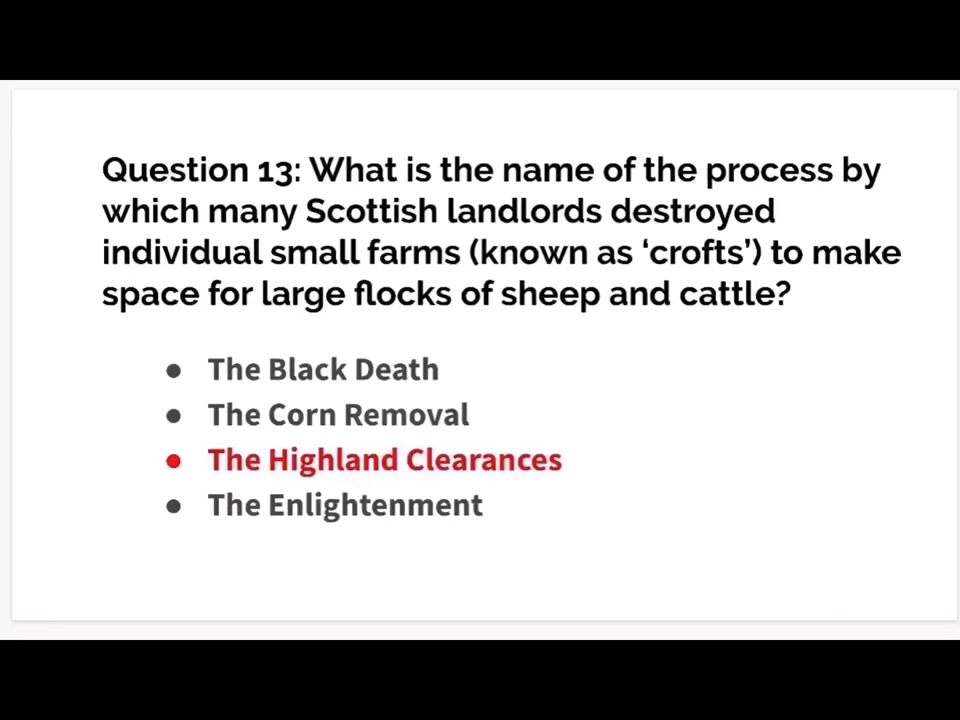 Question 13: What is the name of the process by
which many Scottish landlords destroyed
individual small farms (known as ‘crofts’) to make
space for large flocks of sheep and cattle?
● The Black Death
● The Corn Removal
● The Highland Clearances
● The Enlightenment